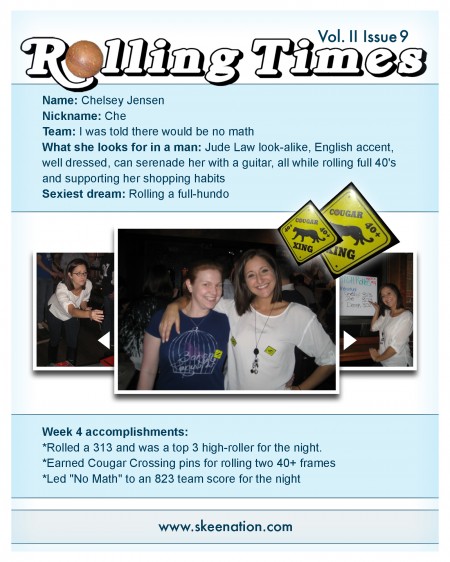 Vol. II Issue 9
Rolling Times
Name: Chelsey Jensen
Nickname: Che
Team: I was told there would be no math
What she looks for in a man: Jude Law look-alike, English accent,
well dressed, can serenade her with a guitar, all while rolling full 40's
and supporting her shopping habits
Sexiest dream: Rolling a full-hundo
COUGAR
40+
XING
COUGAR
40+ 40+
XING
Week 4 accomplishments:
*Rolled a 313 and was a top 3 high-roller for the night.
*Earned Cougar Crossing pins for rolling two 40+ frames
*Led "No Math" to an 823 team score for the night
www.skeenation.com